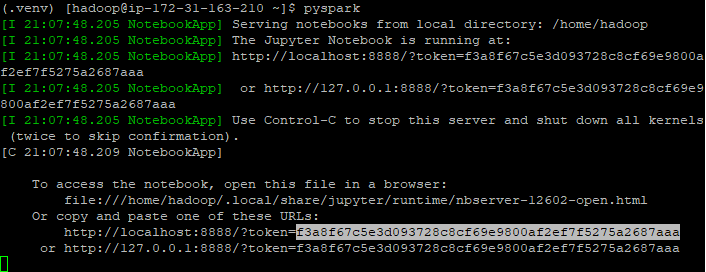 (.venv) [hadoop@ip-172-31-163-210 ~]$ pyspark
[I 21:07:48.205 NotebookApp] Serving notebooks from local directory: /home/hadoop
[I 21:07:48.205 NotebookApp] The Jupyter Notebook is running at:
[I 21:07:48.205 NotebookApp] http://localhost:8888/?token=f3a8f67c5e3d093728c8cf69e9800a
f2ef7f5275a2687aaa
[I 21:07:48.205 NotebookApp]  or http://127.0.0.1:8888/?token=f3a8f67c5e3d093728c8cf69e9
800af2ef7f5275a2687aaa
[I 21:07:48.205 NotebookApp] Use Control-C to stop this server and shut down all kernels
 (twice to skip confirmation).
[C 21:07:48.209 NotebookApp]
To access the notebook, open this file in a browser:
file:///home/hadoop/.local/share/jupyter/runtime/nbserver-12602-open.html
Or copy and paste one of these URLs:
http://localhost:8888/?token=f3a8f67c5e3d093728c8cf69e9800af2ef7f5275a2687aaa
or http://127.0.0.1:8888/?token=f3a8f67c5e3d093728c8cf69e9800af2ef7f5275a2687aaa